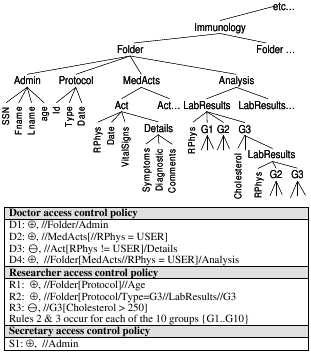 etc...
Immunology
Folder Folder ...
Admin Protocol MedActs Analysis
SSN Fname Lname age Id Type Date Act Act... LabResults LabResults...
RPhys Date VitalSigns Details RPhys G1 G2 G3
Symptoms Diagnostic Comments Cholesterol LabResults
RPhys G2 G3
Doctor access control policy
D1: ⊕, //Folder/Admin
D2: ⊕, //MedActs[//RPhys = USER]
D3: ⊖, //Act[RPhys != USER]/Details
D4: ⊕, //Folder[MedActs//RPhys = USER]/Analysis
Researcher access control policy
R1: ⊕, //Folder[Protocol]//Age
R2: ⊕, //Folder[Protocol/Type=G3//LabResults//G3
R3: ⊖, //G3[Cholesterol > 250]
Rules 2 & 3 occur for each of the 10 groups {G1..G10}
Secretary access control policy
S1: ⊕, //Admin